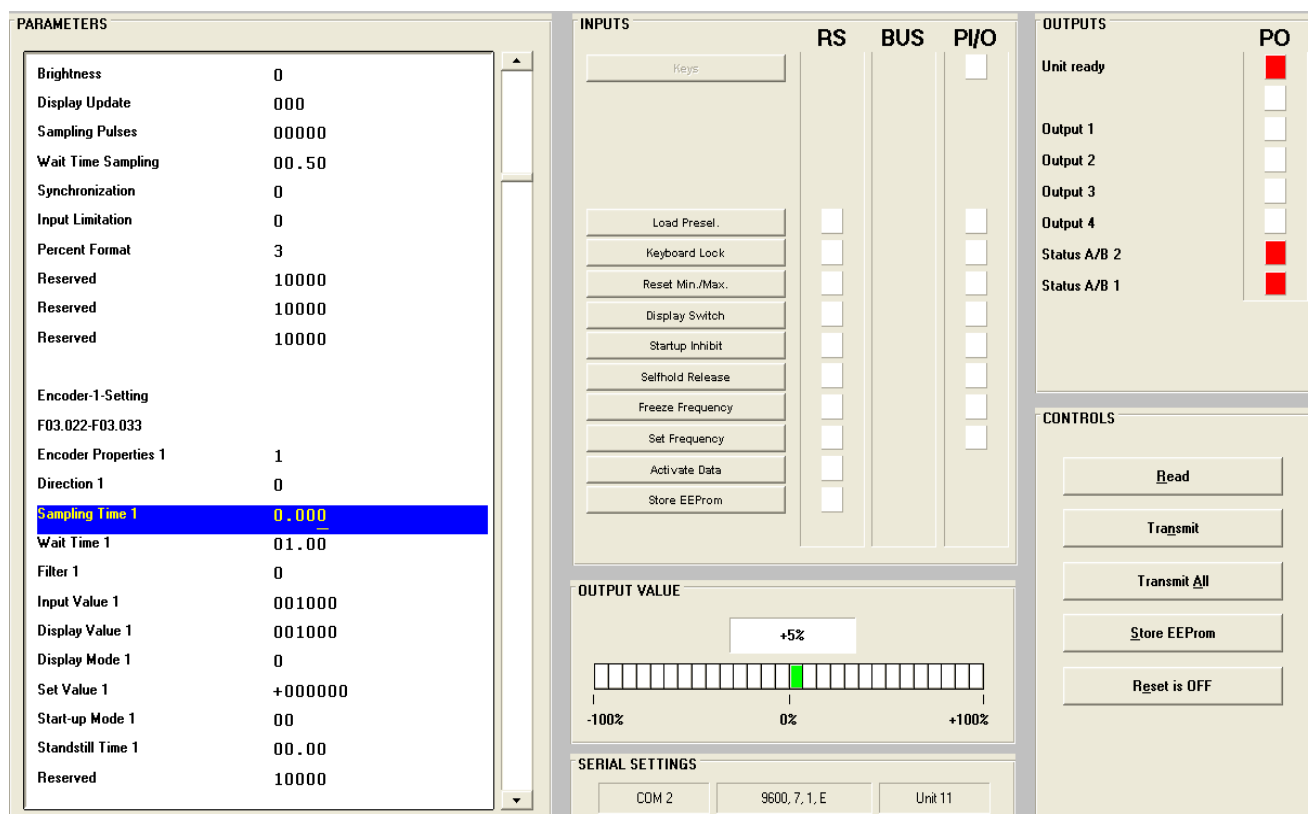 PARAMETERS
Brightness 0
Display Update 000
Sampling Pulses 00000
Wait Time Sampling 00.50
Synchronization 0
Input Limitation 0
Percent Format 3
Reserved 10000
Reserved 10000
Reserved 10000
Encoder-1-Setting
F03.022-F03.033
Encoder Properties 1 1
Direction 1 0
Sampling Time 1 0.000
Wait Time 1 01.00
Filter 1 0
Input Value 1 001000
Display Value 1 001000
Display Mode 1 0
Set Value 1 +000000
Start-up Mode 1 00
Standstill Time 1 00.00
Reserved 10000
INPUTS
RS BUS PI/O
Keys
Load Presel.
Keyboard Lock
Reset Min./Max.
Display Switch
Startup Inhibit
Selfhold Release
Freeze Frequency
Set Frequency
Activate Data
Store EEProm
OUTPUT VALUE
+5%
-100% 0% +100%
SERIAL SETTINGS
COM 2 9600, 7, 1, E Unit 11
OUTPUTS
PO
Unit ready
Output 1
Output 2
Output 3
Output 4
Status A/B 2
Status A/B 1
CONTROLS
Read
Transmit
Transmit All
Store EEProm
Reset is OFF